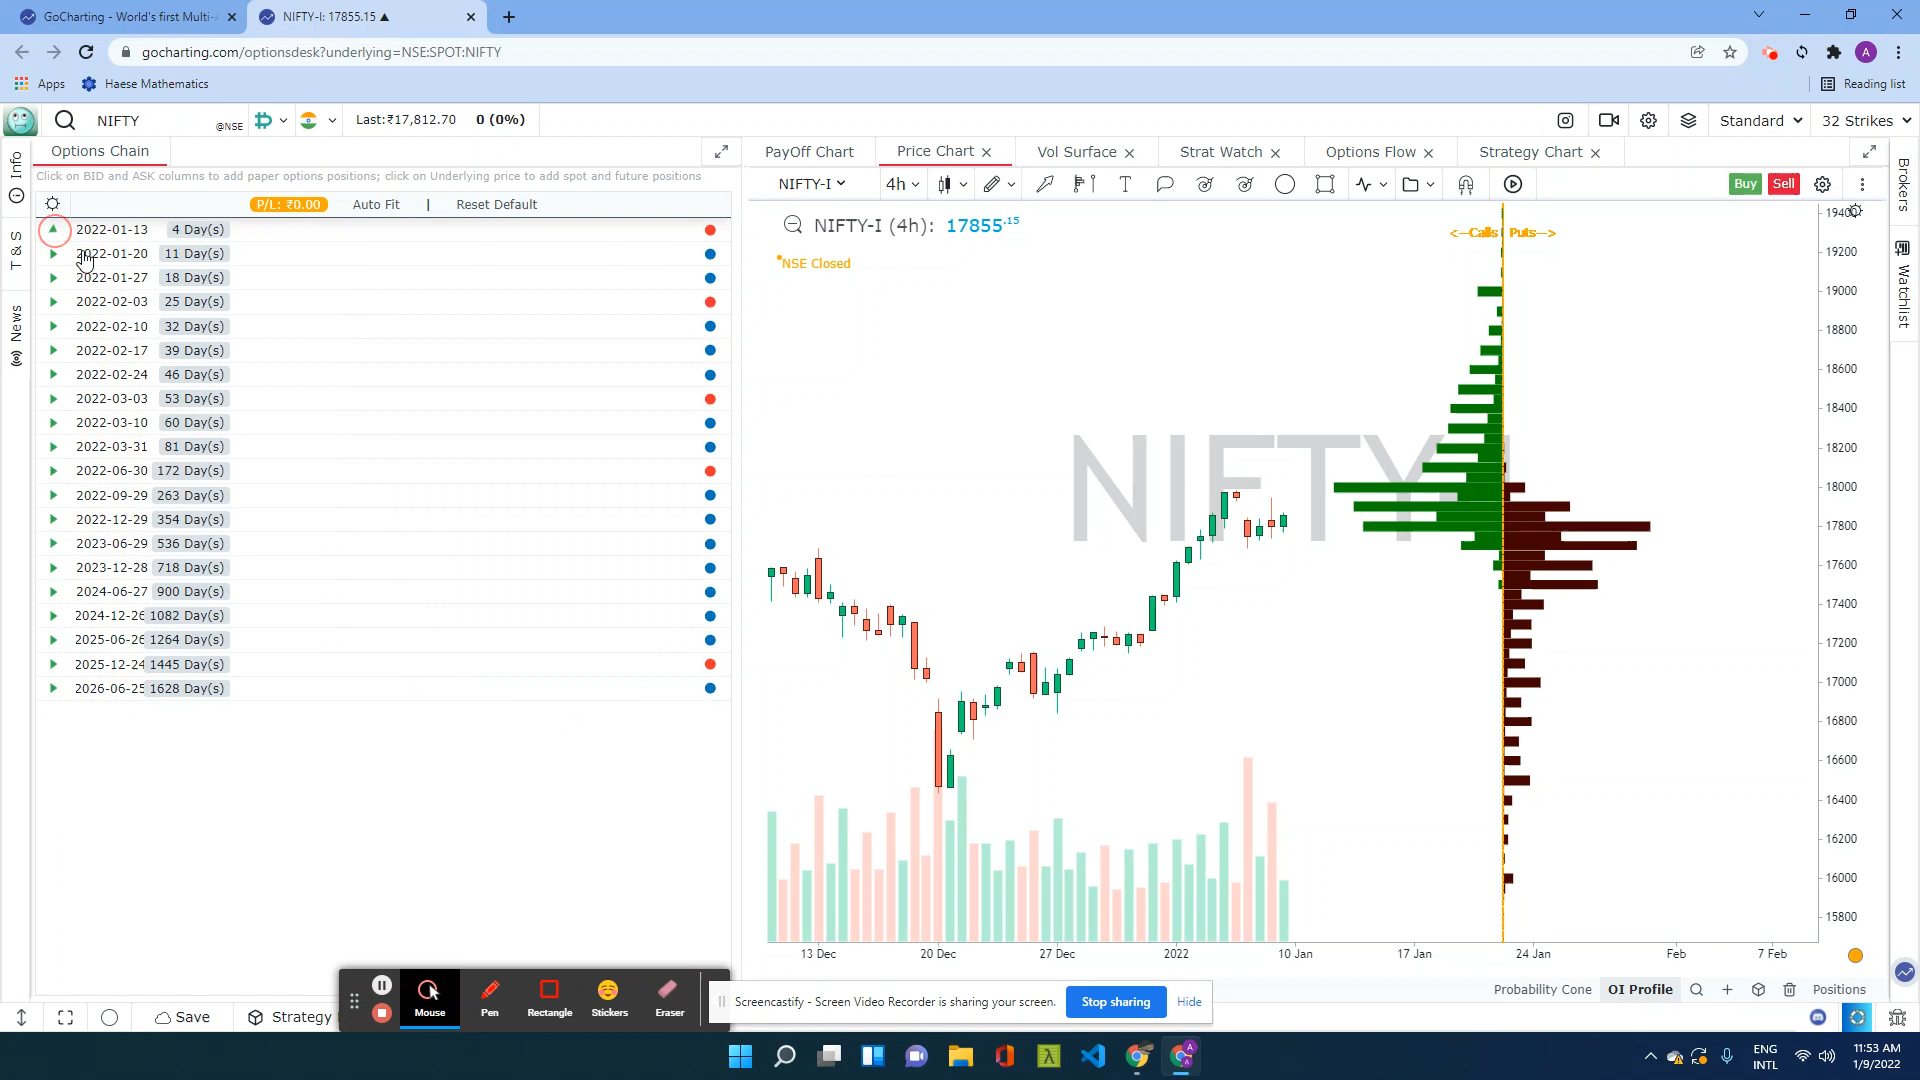 GoCharting - World's first Multi-A
NIFTY-I: 17855.15 ▲
gocharting.com/optionsdesk?underlying=NSE:SPOT:NIFTY
A
Apps
Haese Mathematics
Reading list
NIFTY
@NSE
Last:₹17,812.70
0 (0%)
Standard
32 Strikes
Options Chain
PayOff Chart
Price Chart
Vol Surface
Strat Watch
Options Flow
Strategy Chart
Click on BID and ASK columns to add paper options positions; click on Underlying price to add spot and future positions
P/L: ₹0.00
Auto Fit
|
Reset Default
2022-01-13 4 Day(s)
2022-01-20 11 Day(s)
2022-01-27 18 Day(s)
2022-02-03 25 Day(s)
2022-02-10 32 Day(s)
2022-02-17 39 Day(s)
2022-02-24 46 Day(s)
2022-03-03 53 Day(s)
2022-03-10 60 Day(s)
2022-03-31 81 Day(s)
2022-06-30 172 Day(s)
2022-09-29 263 Day(s)
2022-12-29 354 Day(s)
2023-06-29 536 Day(s)
2023-12-28 718 Day(s)
2024-06-27 900 Day(s)
2024-12-26 1082 Day(s)
2025-06-26 1264 Day(s)
2025-12-24 1445 Day(s)
2026-06-25 1628 Day(s)
Info
T & S
News
NIFTY-I
4h
T
Buy
Sell
NIFTY-I (4h): 17855.15
NSE Closed
<--Calls
Puts-->
NIFTY-I
19400
19200
19000
18800
18600
18400
18200
18000
17800
17600
17400
17200
17000
16800
16600
16400
16200
16000
15800
13 Dec
20 Dec
27 Dec
2022
10 Jan
17 Jan
24 Jan
Feb
7 Feb
Brokers
Watchlist
Probability Cone
OI Profile
Positions
Save
Strategy
Mouse
Pen
Rectangle
Stickers
Eraser
Screencastify - Screen Video Recorder is sharing your screen.
Stop sharing
Hide
ENG
INTL
11:53 AM
1/9/2022